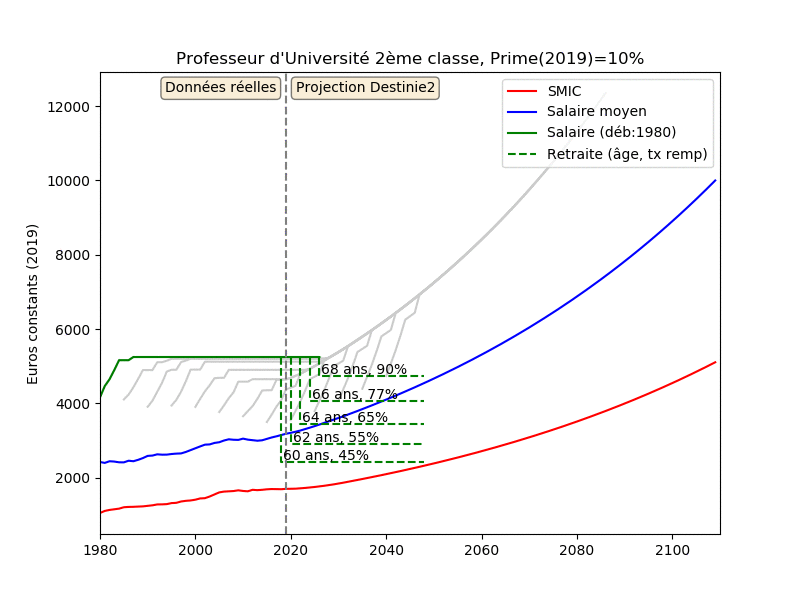 Professeur d'Université 2ème classe, Prime(2019)=10%
Données réelles
Projection Destinie2
SMIC
Salaire moyen
Salaire (déb:1980)
Retraite (âge, tx remp)
Euros constants (2019)
12000
10000
8000
6000
4000
2000
68 ans, 90%
66 ans, 77%
64 ans, 65%
62 ans, 55%
60 ans, 45%
1980
2000
2020
2040
2060
2080
2100